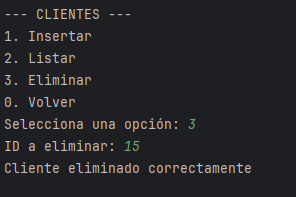 --- CLIENTES ---
1. Insertar
2. Listar
3. Eliminar
0. Volver
Selecciona una opción: 3
ID a eliminar: 15
Cliente eliminado correctamente